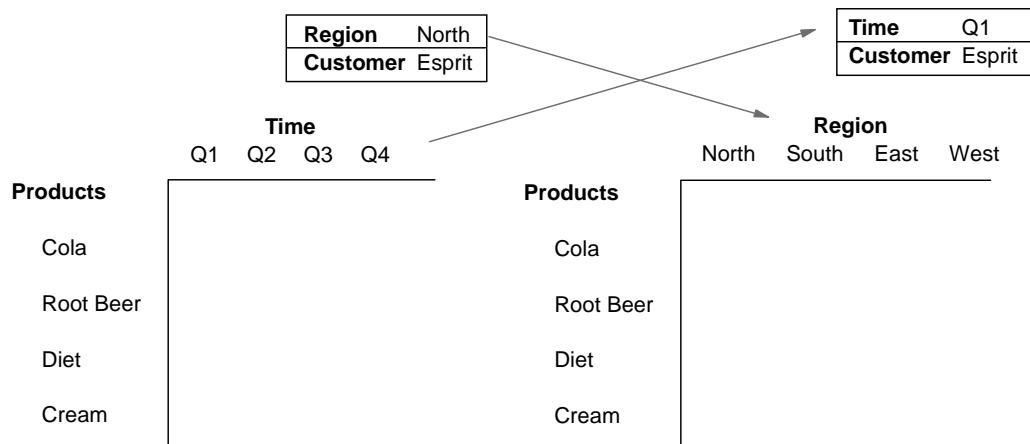 Region North
Customer Esprit
Time Q1
Customer Esprit
Time
Q1 Q2 Q3 Q4
Products
Cola
Root Beer
Diet
Cream
Region
North South East West
Products
Cola
Root Beer
Diet
Cream